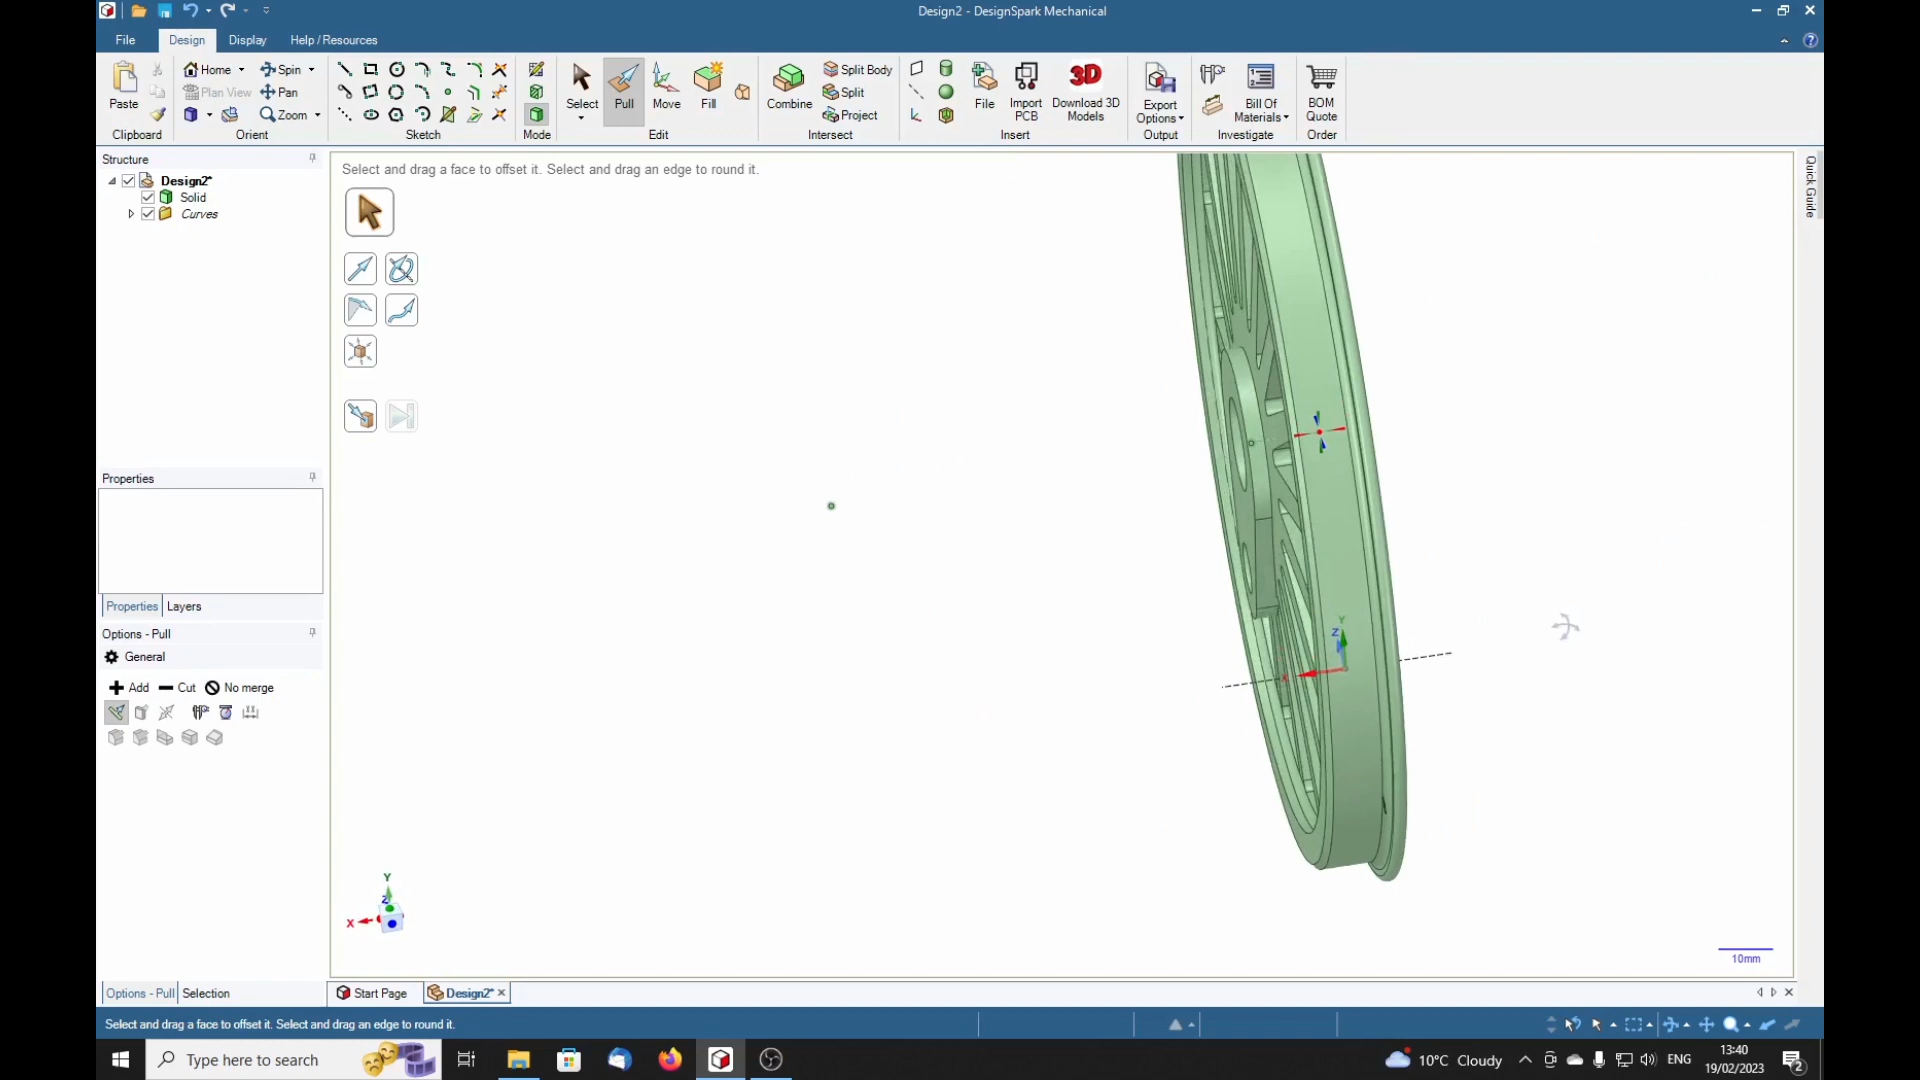 Design2 - DesignSpark Mechanical
File Design Display Help / Resources
Paste
Clipboard
Home Spin
Plan View Pan
Zoom
Orient
Sketch
Mode
Select Pull Move Fill
Edit
Combine
Split Body
Split
Project
Intersect
File
Import PCB
3D
Download 3D Models
Insert
Export Options
Output
Bill Of Materials
Investigate
BOM Quote
Order
Structure
Design2*
Solid
Curves
Properties
Properties Layers
Options - Pull
General
Add Cut No merge
Options - Pull Selection
Select and drag a face to offset it. Select and drag an edge to round it.
Y
Z
X
Y
Z
X
10mm
Quick Guide
Start Page Design2*
Select and drag a face to offset it. Select and drag an edge to round it.
Type here to search
10°C Cloudy
ENG
13:40
19/02/2023
2